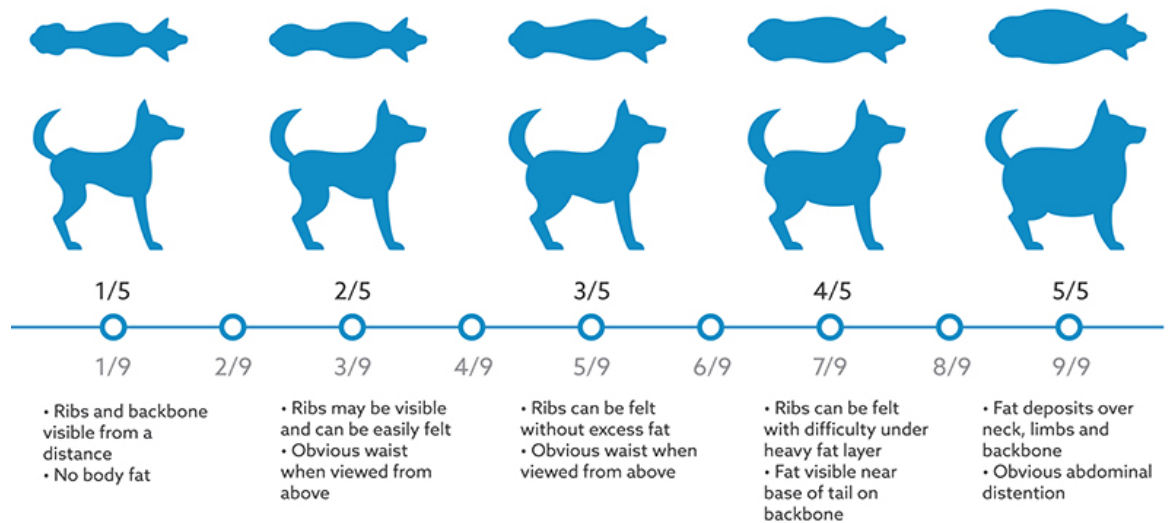 1/5
2/5
3/5
4/5
5/5
1/9
2/9
3/9
4/9
5/9
6/9
7/9
8/9
9/9
• Ribs and backbone
visible from a
distance
• No body fat
• Ribs may be visible
and can be easily felt
• Obvious waist
when viewed from
above
• Ribs can be felt
without excess fat
• Obvious waist when
viewed from above
• Ribs can be felt
with difficulty under
heavy fat layer
• Fat visible near
base of tail on
backbone
• Fat deposits over
neck, limbs and
backbone
• Obvious abdominal
distention